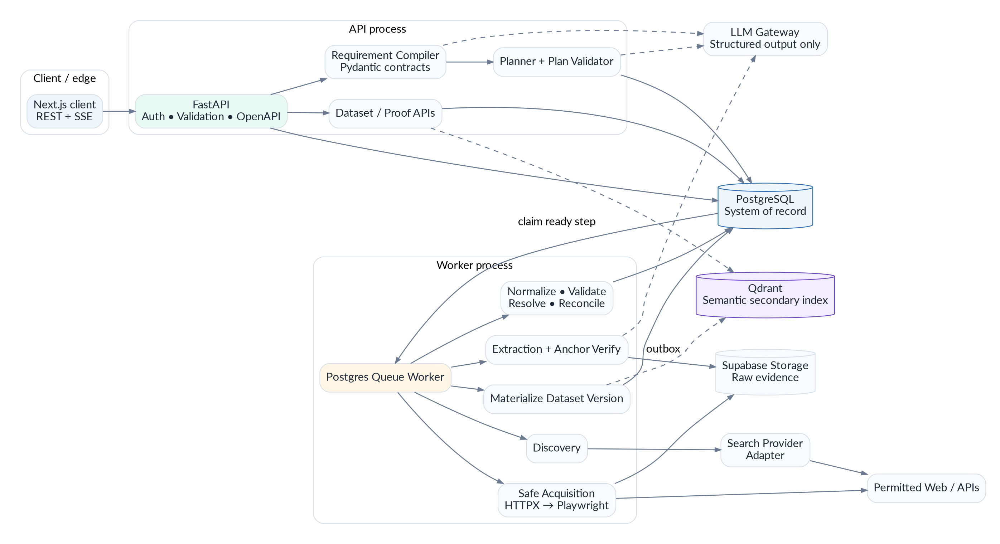 API process
LLM Gateway
Structured output only
Requirement Compiler
Pydantic contracts
Planner + Plan Validator
Client / edge
Next.js client
REST + SSE
FastAPI
Auth • Validation • OpenAPI
Dataset / Proof APIs
PostgreSQL
System of record
claim ready step
Worker process
Normalize • Validate
Resolve • Reconcile
Qdrant
Semantic secondary index
Extraction + Anchor Verify
outbox
Supabase Storage
Raw evidence
Postgres Queue Worker
Materialize Dataset Version
Discovery
Search Provider
Adapter
Safe Acquisition
HTTPX → Playwright
Permitted Web / APIs